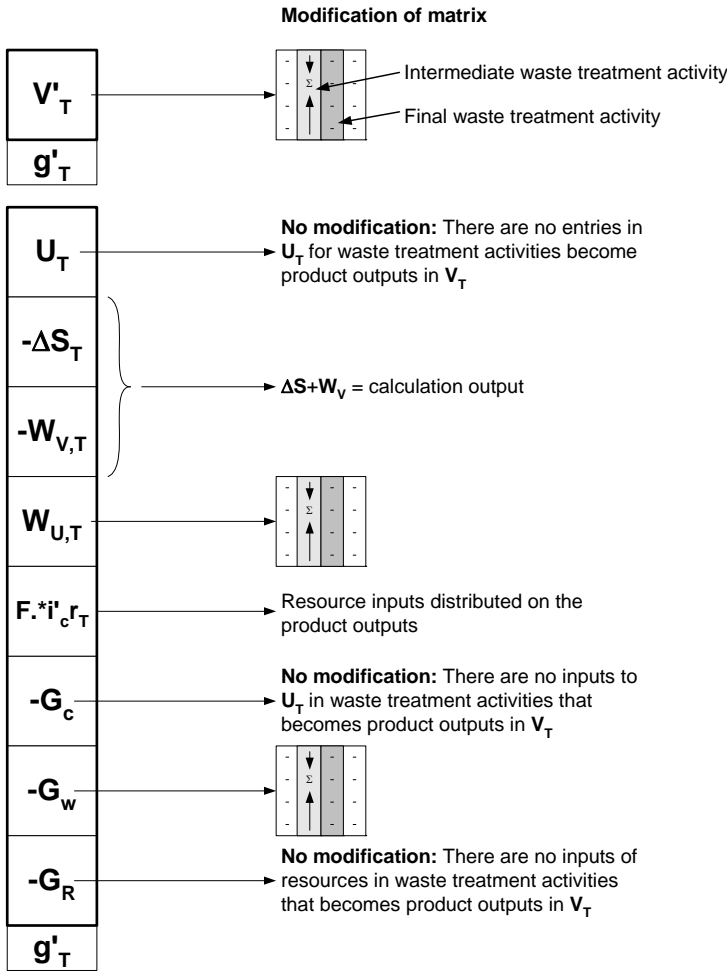 Modification of matrix
V'T
- Σ - -
- - -
- - -
- - -
Intermediate waste treatment activity
Final waste treatment activity
g'T
UT
No modification: There are no entries in
UT for waste treatment activities become
product outputs in VT
-ΔST
ΔS+WV = calculation output
-WV,T
WU,T
- - -
- Σ - -
- - -
- - -
F.*i'crT
Resource inputs distributed on the
product outputs
-Gc
No modification: There are no inputs to
UT in waste treatment activities that
becomes product outputs in VT
-Gw
- - -
- Σ - -
- - -
- - -
-GR
No modification: There are no inputs of
resources in waste treatment activities
that becomes product outputs in VT
g'T